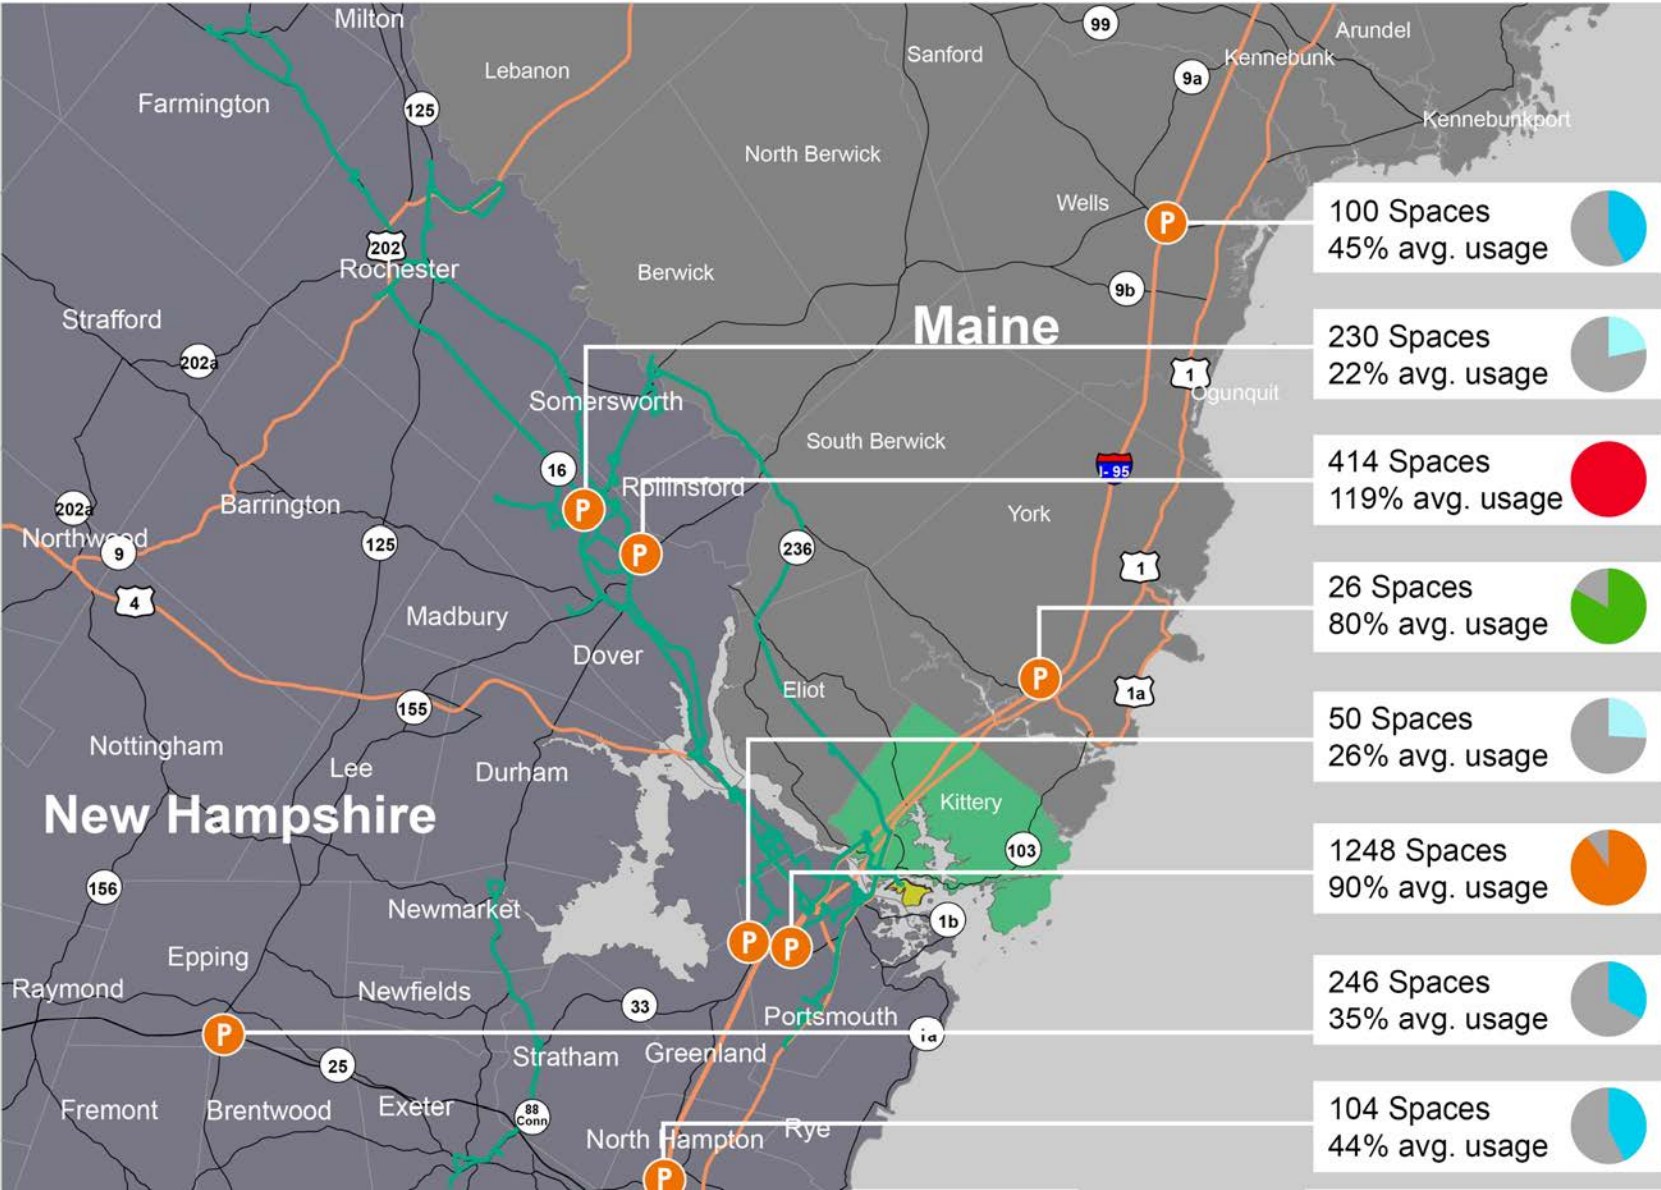 Milton
99
Arundel
Sanford
Kennebunk
Lebanon
9a
Farmington
125
Kennebunkport
North Berwick
Wells
P
100 Spaces
45% avg. usage
202
Rochester
Berwick
9b
Strafford
Maine
230 Spaces
22% avg. usage
202a
1
Ogunquit
Somersworth
South Berwick
16
I-95
414 Spaces
119% avg. usage
Rollinsford
202a
Barrington
P
York
Northwood
9
125
P
236
1
4
26 Spaces
80% avg. usage
Madbury
Dover
P
155
Eliot
1a
50 Spaces
26% avg. usage
Nottingham
Lee
Durham
New Hampshire
Kittery
103
1248 Spaces
90% avg. usage
156
Newmarket
1b
P
P
Epping
Raymond
Newfields
33
246 Spaces
35% avg. usage
Portsmouth
P
1a
Stratham
Greenland
25
Fremont
Brentwood
Exeter
88
Conn
North Hampton
Rye
104 Spaces
44% avg. usage
P